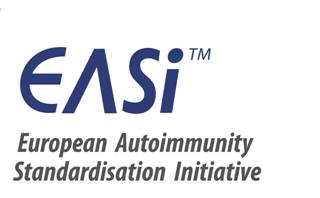 EASi™
European Autoimmunity
Standardisation Initiative